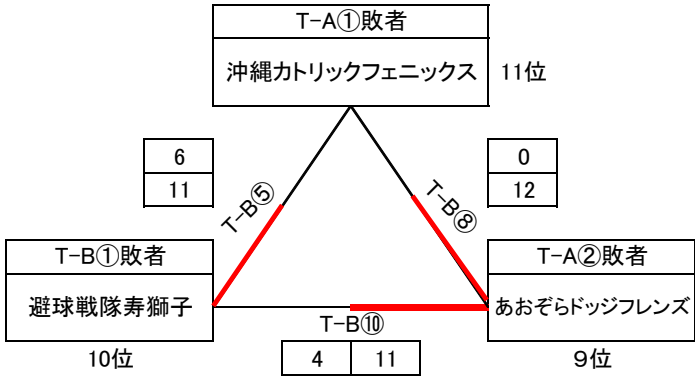 T-A①敗者
沖縄カトリックフェニックス
11位
6
11
0
12
T-B⑤
T-B⑧
T-B①敗者
避球戦隊寿獅子
10位
T-A②敗者
あおぞらドッジフレンズ
9位
T-B⑩
4 11